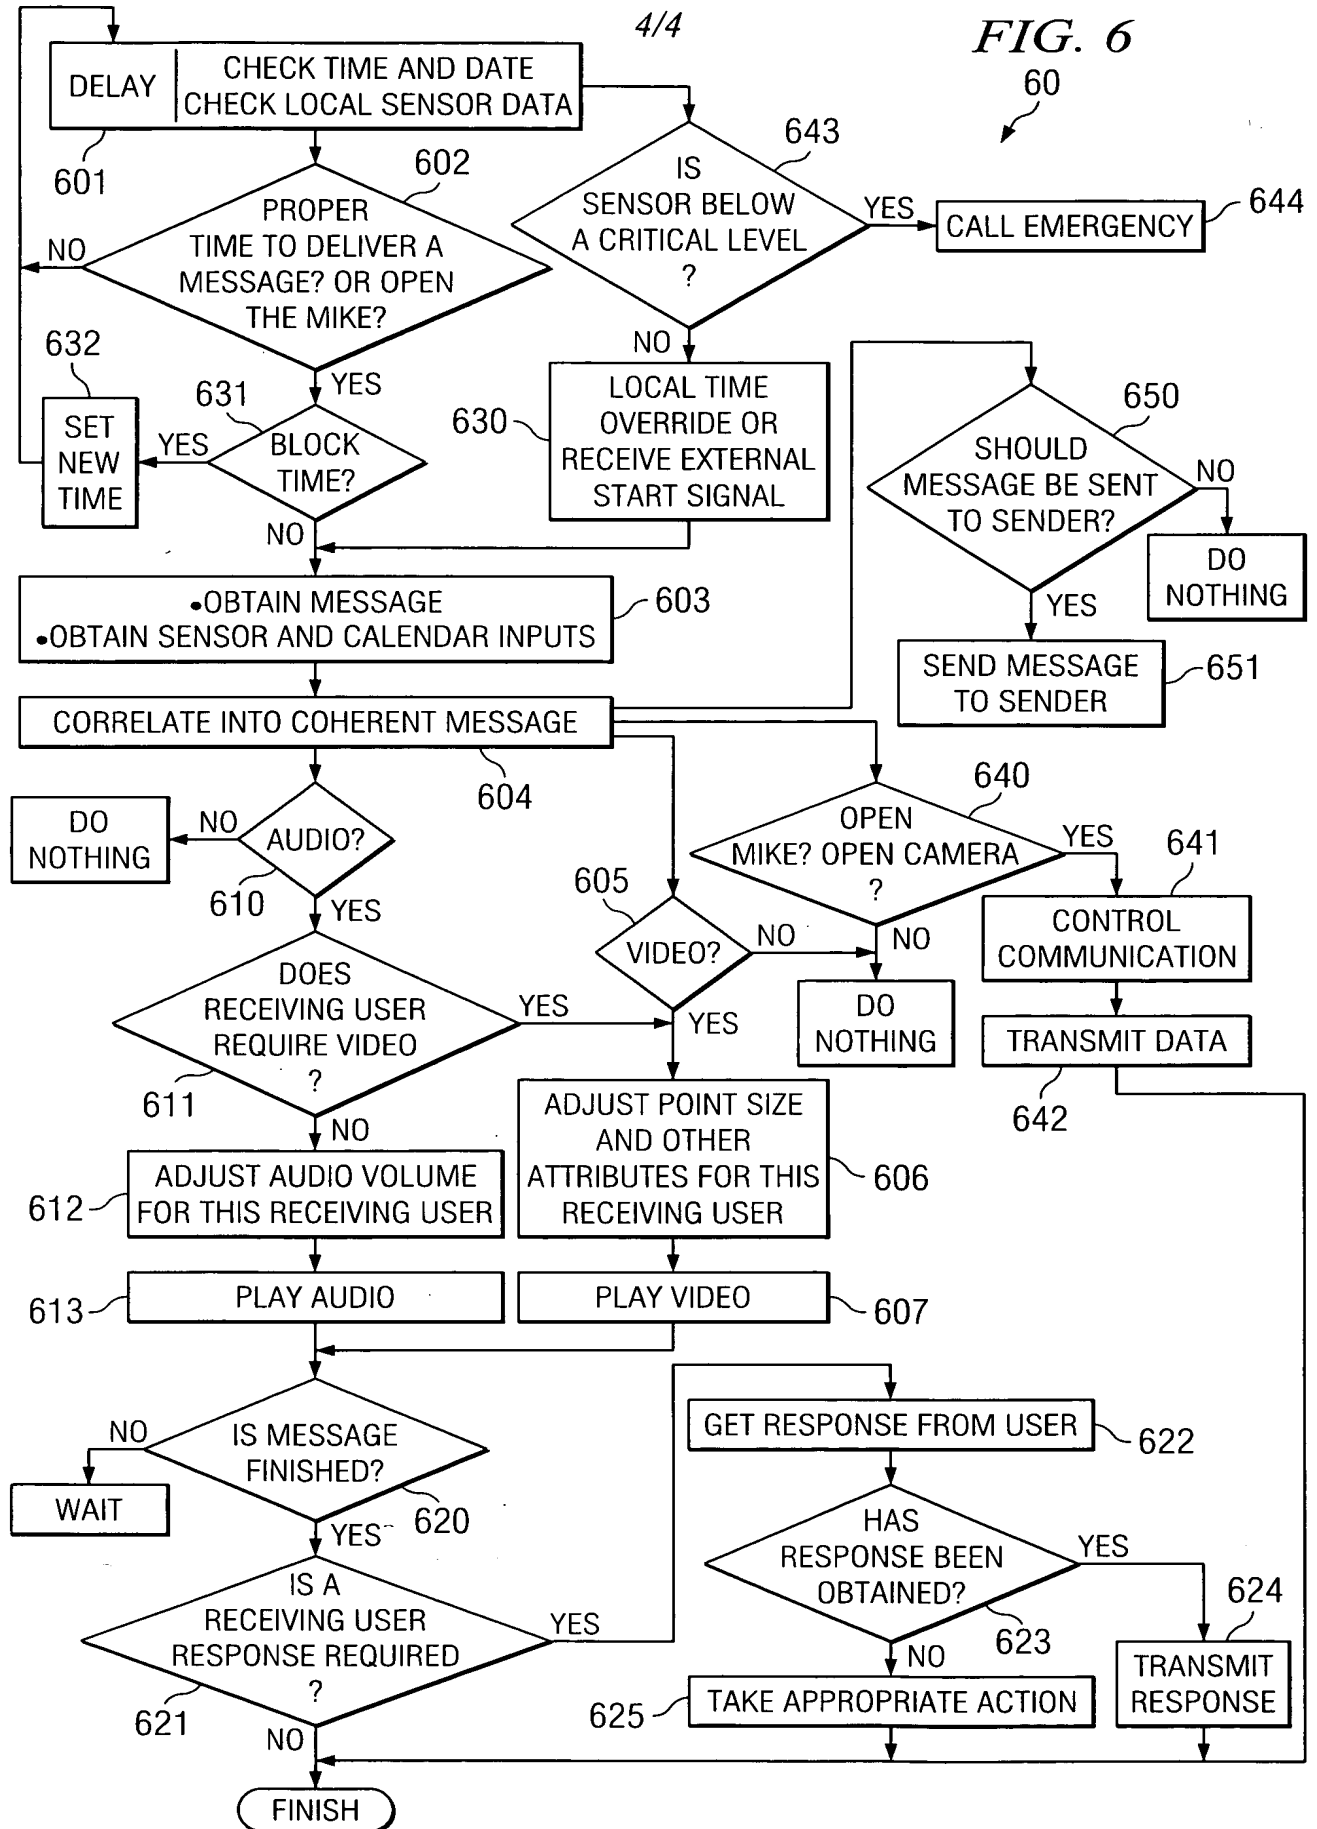 4/4
FIG. 6
60
DELAY
CHECK TIME AND DATE
CHECK LOCAL SENSOR DATA
601
602
PROPER
TIME TO DELIVER A
MESSAGE? OR OPEN
THE MIKE?
NO
YES
643
IS
SENSOR BELOW
A CRITICAL LEVEL
?
YES
CALL EMERGENCY
644
NO
632
SET
NEW
TIME
YES
631
BLOCK
TIME?
NO
630
LOCAL TIME
OVERRIDE OR
RECEIVE EXTERNAL
START SIGNAL
650
SHOULD
MESSAGE BE SENT
TO SENDER?
NO
DO
NOTHING
YES
SEND MESSAGE
TO SENDER
651
•OBTAIN MESSAGE
•OBTAIN SENSOR AND CALENDAR INPUTS
603
CORRELATE INTO COHERENT MESSAGE
604
DO
NOTHING
NO
AUDIO?
610
YES
640
OPEN
MIKE? OPEN CAMERA
?
YES
641
CONTROL
COMMUNICATION
NO
605
VIDEO?
NO
YES
DO
NOTHING
TRANSMIT DATA
642
DOES
RECEIVING USER
REQUIRE VIDEO
?
YES
611
NO
ADJUST POINT SIZE
AND OTHER
ATTRIBUTES FOR THIS
RECEIVING USER
606
612
ADJUST AUDIO VOLUME
FOR THIS RECEIVING USER
613
PLAY AUDIO
PLAY VIDEO
607
NO
IS MESSAGE
FINISHED?
WAIT
620
YES
GET RESPONSE FROM USER
622
HAS
RESPONSE BEEN
OBTAINED?
YES
623
624
NO
TRANSMIT
RESPONSE
IS A
RECEIVING USER
RESPONSE REQUIRED
?
YES
621
NO
625
TAKE APPROPRIATE ACTION
FINISH